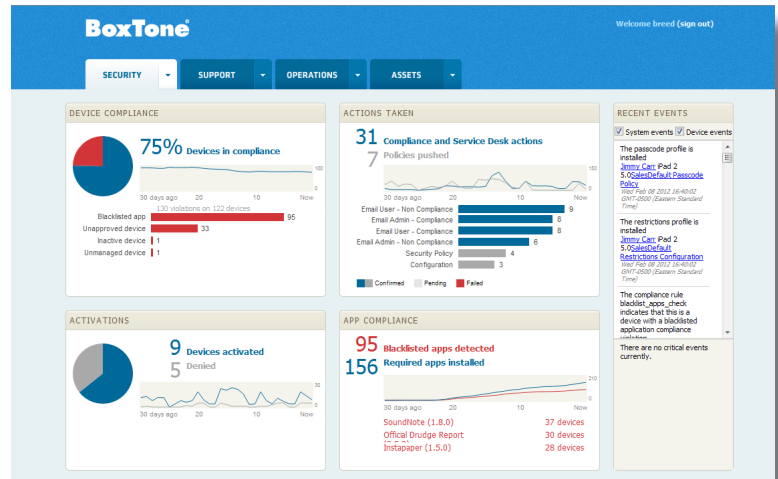 BoxTone
Welcome breed (sign out)
SECURITY
SUPPORT
OPERATIONS
ASSETS
DEVICE COMPLIANCE
75% Devices in compliance
100
0
30 days ago 20 10 Now
130 violations on 122 devices
Blacklisted app 95
Unapproved device 33
Inactive device 1
Unmanaged device 1
ACTIONS TAKEN
31 Compliance and Service Desk actions
7 Policies pushed
150
0
30 days ago 20 10 Now
Email User - Non Compliance 9
Email Admin - Compliance 8
Email User - Compliance 8
Email Admin - Non Compliance 6
Security Policy 4
Configuration 3
Confirmed Pending Failed
RECENT EVENTS
System events Device events
The passcode profile is
installed
Jimmy Carr iPad 2
5.0SalesDefault Passcode
Policy
Wed Feb 08 2012 16:40:02
GMT-0500 (Eastern Standard
Time)
The restrictions profile is
installed
Jimmy Carr iPad 2
5.0SalesDefault
Restrictions Configuration
Wed Feb 08 2012 16:40:02
GMT-0500 (Eastern Standard
Time)
The compliance rule
blacklist_apps_check
indicates that this is a
device with a blacklisted
application compliance
There are no critical events
currently.
ACTIVATIONS
9 Devices activated
5 Denied
30
0
30 days ago 20 10 Now
APP COMPLIANCE
95 Blacklisted apps detected
156 Required apps installed
210
0
30 days ago 20 10 Now
SoundNote (1.8.0) 37 devices
Official Drudge Report 30 devices
Instapaper (1.5.0) 28 devices